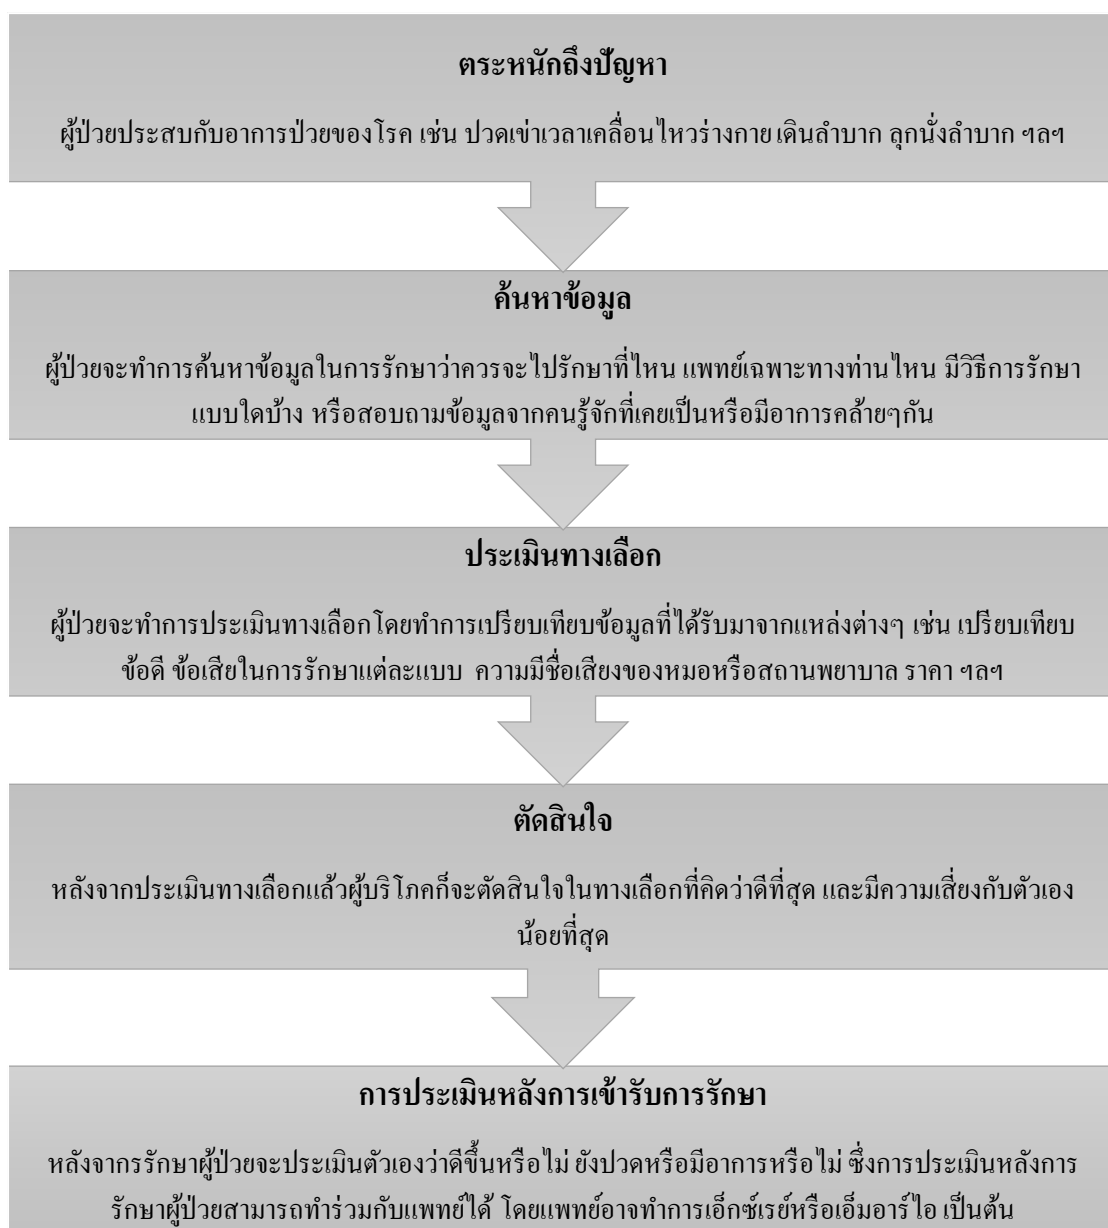 ตระหนักถึงปัญหา
ผู้ป่วยประสบกับอาการป่วยของโรค เช่น ปวดเข่าเวลาเคลื่อนไหวร่างกาย เดินลำบาก ลุกนั่งลำบาก ฯลฯ
ค้นหาข้อมูล
ผู้ป่วยจะทำการค้นหาข้อมูลในการรักษาว่าควรจะไปรักษาที่ไหน แพทย์เฉพาะทางท่านไหน มีวิธีการรักษา
แบบใดบ้าง หรือสอบถามข้อมูลจากคนรู้จักที่เคยเป็นหรือมีอาการคล้ายๆกัน
ประเมินทางเลือก
ผู้ป่วยจะทำการประเมินทางเลือกโดยทำการเปรียบเทียบข้อมูลที่ได้รับมาจากแหล่งต่างๆ เช่น เปรียบเทียบ
ข้อดี ข้อเสียในการรักษาแต่ละแบบ ความมีชื่อเสียงของหมอหรือสถานพยาบาล ราคา ฯลฯ
ตัดสินใจ
หลังจากประเมินทางเลือกแล้วผู้บริโภคก็จะตัดสินใจในทางเลือกที่คิดว่าดีที่สุด และมีความเสี่ยงกับตัวเอง
น้อยที่สุด
การประเมินหลังการเข้ารับการรักษา
หลังจากรรักษาผู้ป่วยจะประเมินตัวเองว่าดีขึ้นหรือไม่ ยังปวดหรือมีอาการหรือไม่ ซึ่งการประเมินหลังการ
รักษาผู้ป่วยสามารถทำร่วมกับแพทย์ได้ โดยแพทย์อาจทำการเอ็กซ์เรย์หรือเอ็มอาร์ไอ เป็นต้น